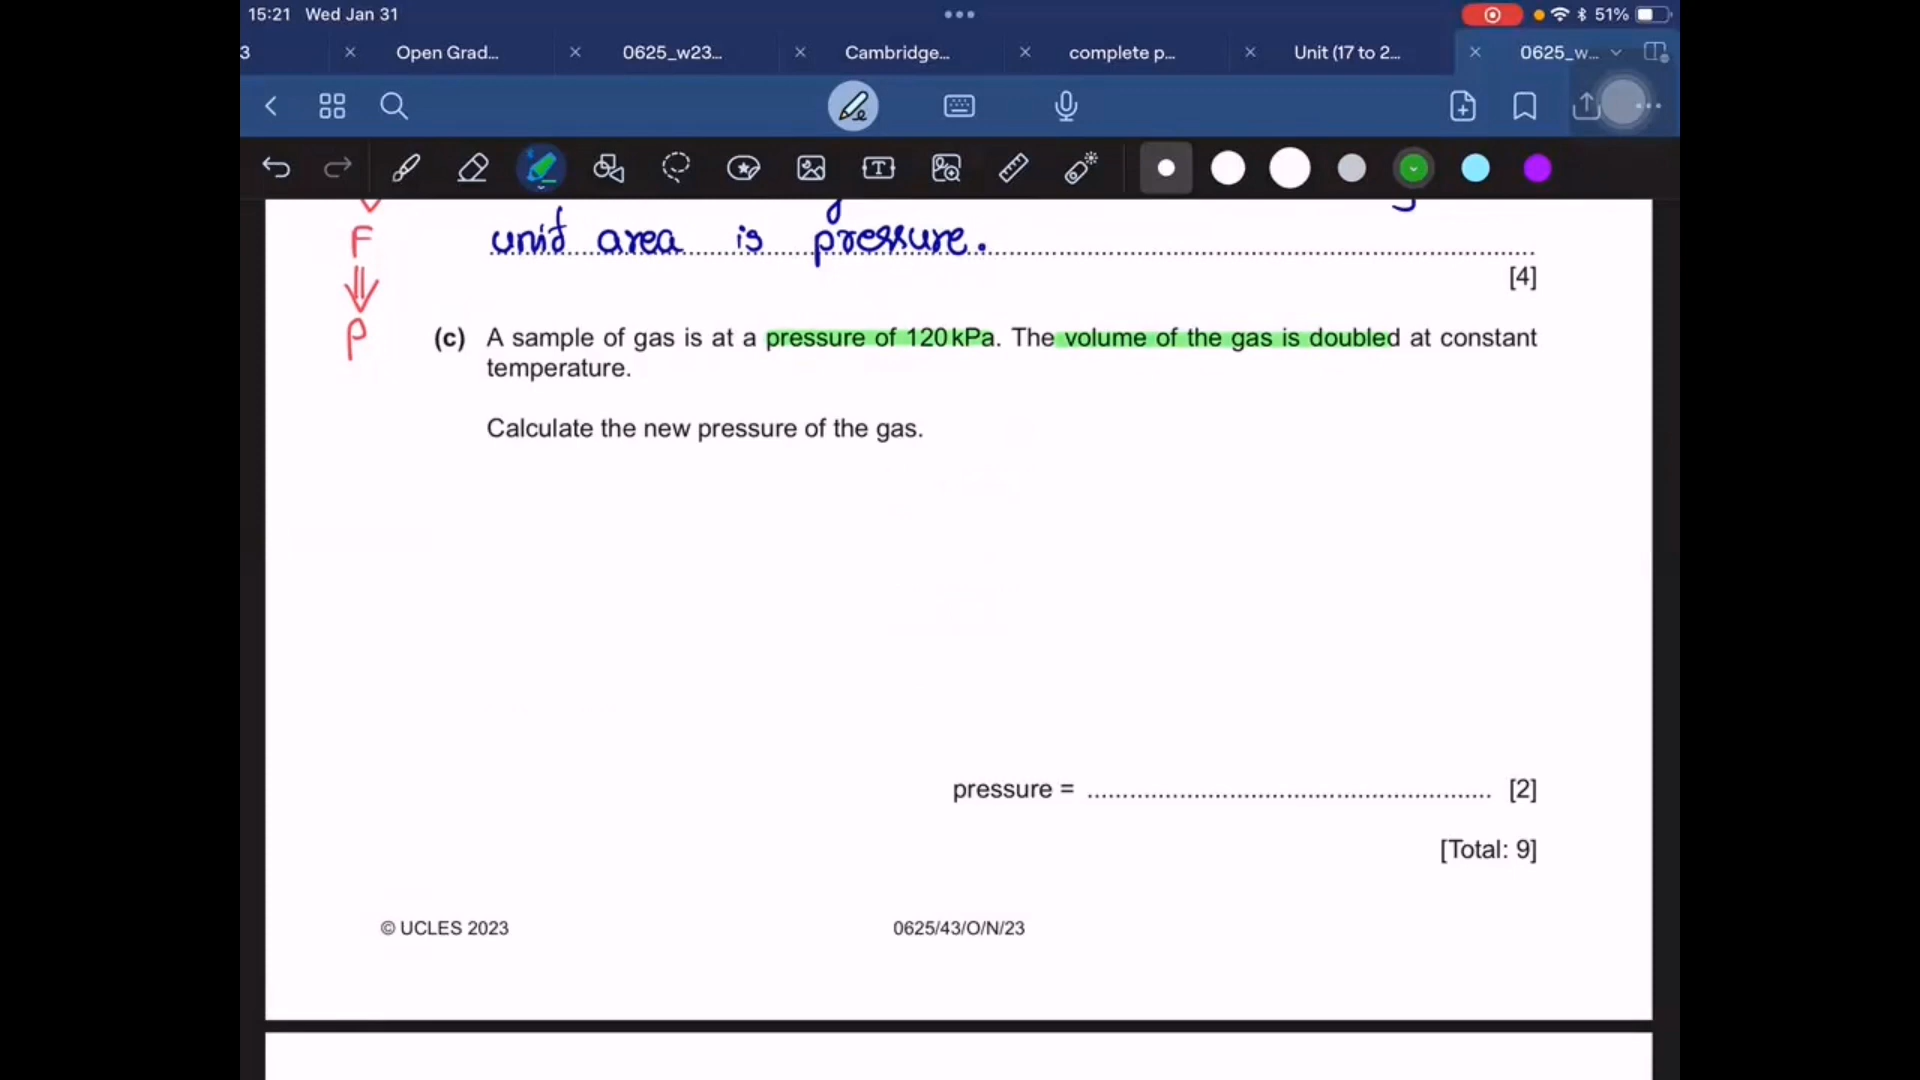 15:21 Wed Jan 31
51%
3 Open Grad... 0625_w23... Cambridge... complete p... Unit (17 to 2... 0625_w...
F
unit area is pressure.
[4]
P
(c) A sample of gas is at a pressure of 120 kPa. The volume of the gas is doubled at constant
temperature.
Calculate the new pressure of the gas.
pressure = .......................................................... [2]
[Total: 9]
© UCLES 2023 0625/43/O/N/23